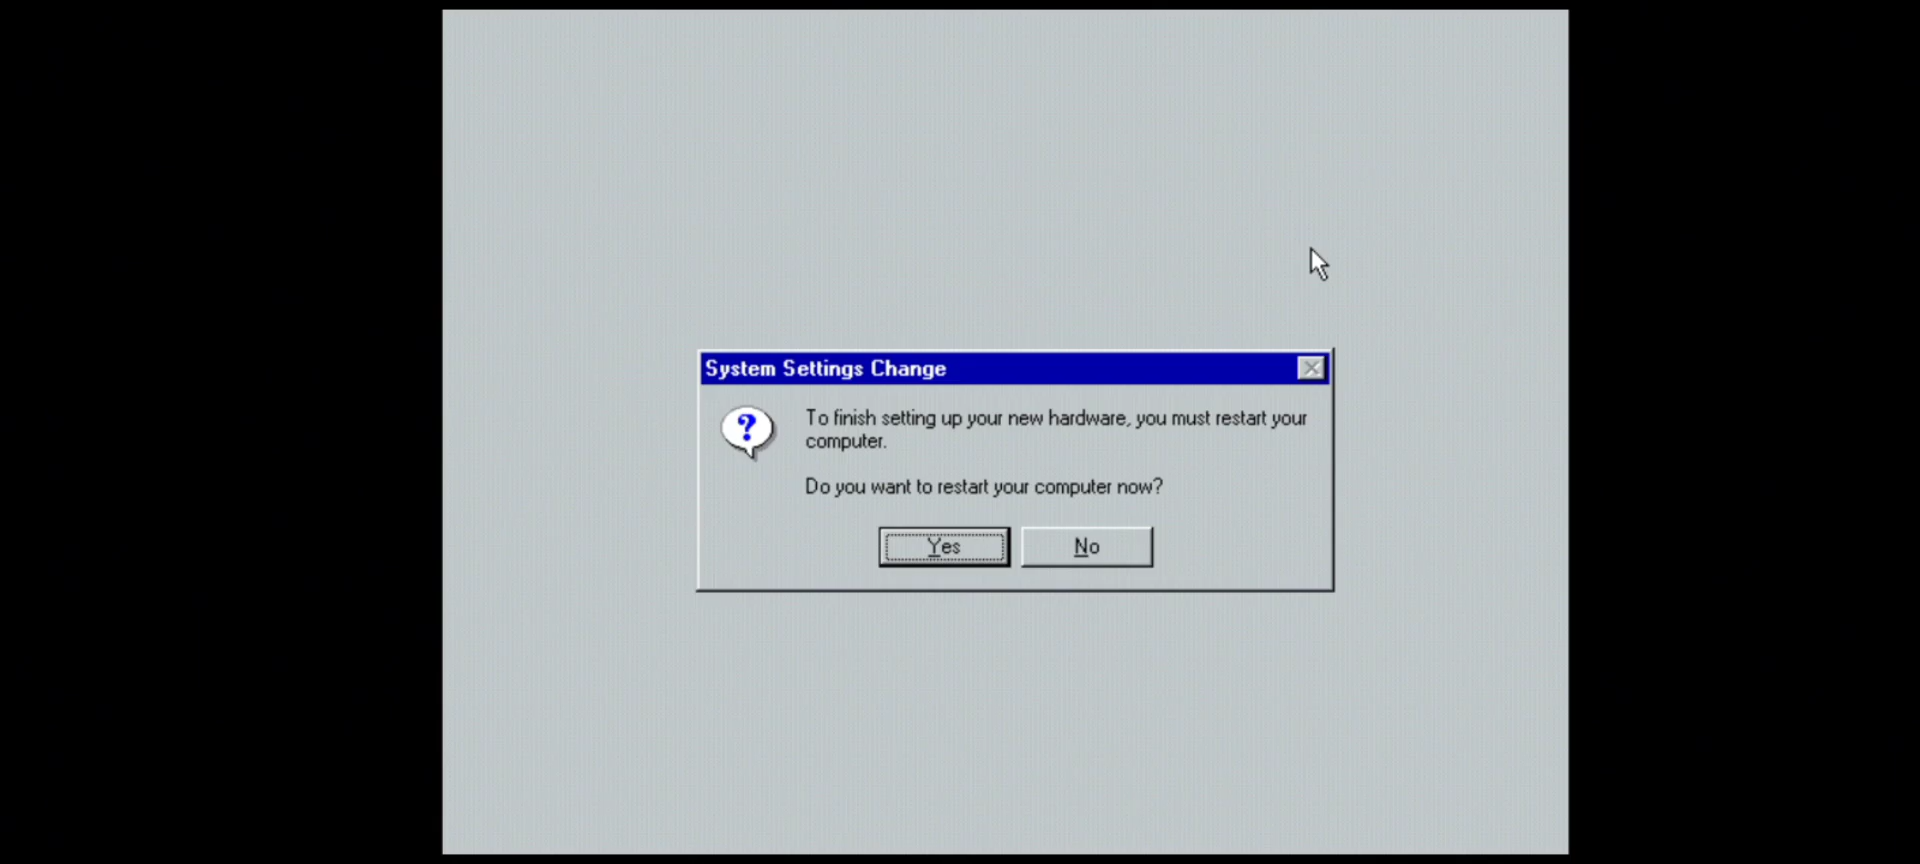 System Settings Change
To finish setting up your new hardware, you must restart your
computer.
Do you want to restart your computer now?
Yes
No